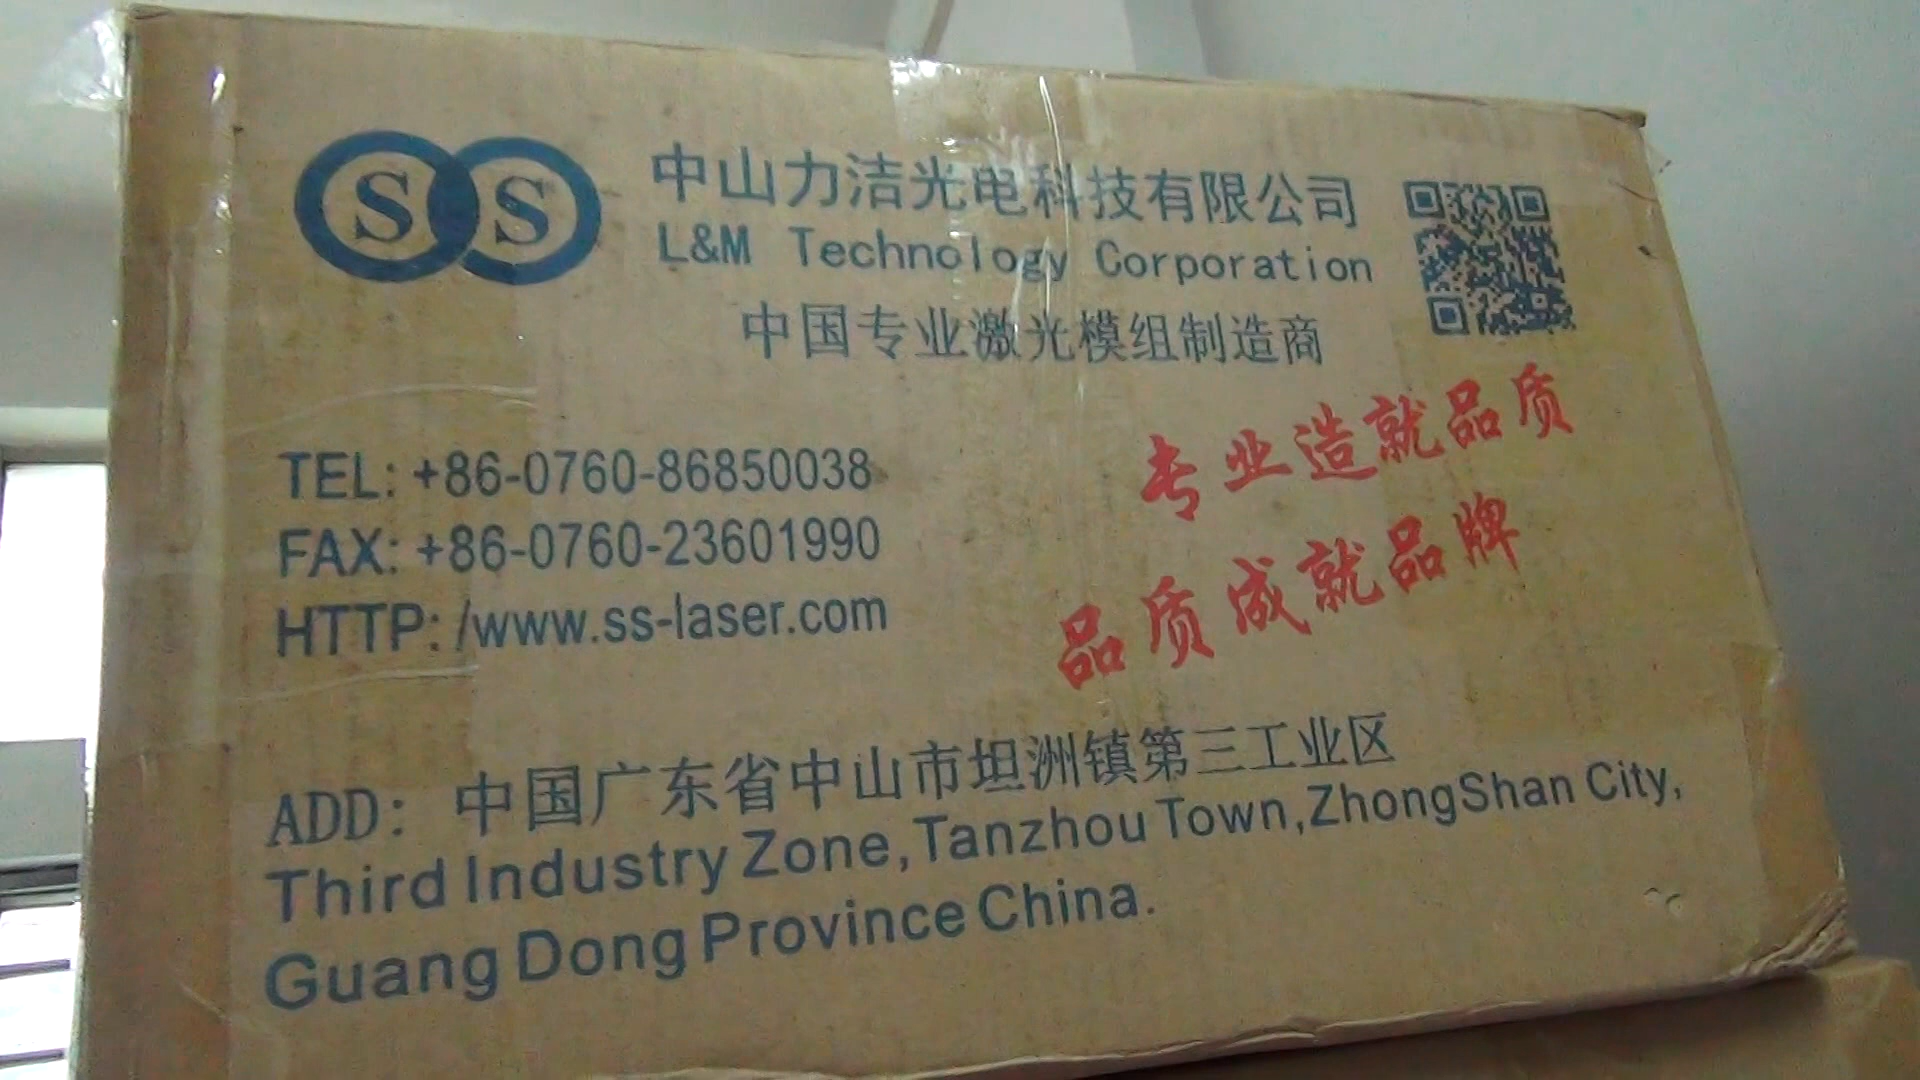 SS
中山力洁光电科技有限公司
L&M Technology Corporation
中国专业激光模组制造商
专业造就品质
品质成就品牌
TEL: +86-0760-86850038
FAX: +86-0760-23601990
HTTP: /www.ss-laser.com
ADD: 中国广东省中山市坦洲镇第三工业区
Third Industry Zone, Tanzhou Town, ZhongShan City,
Guang Dong Province China.